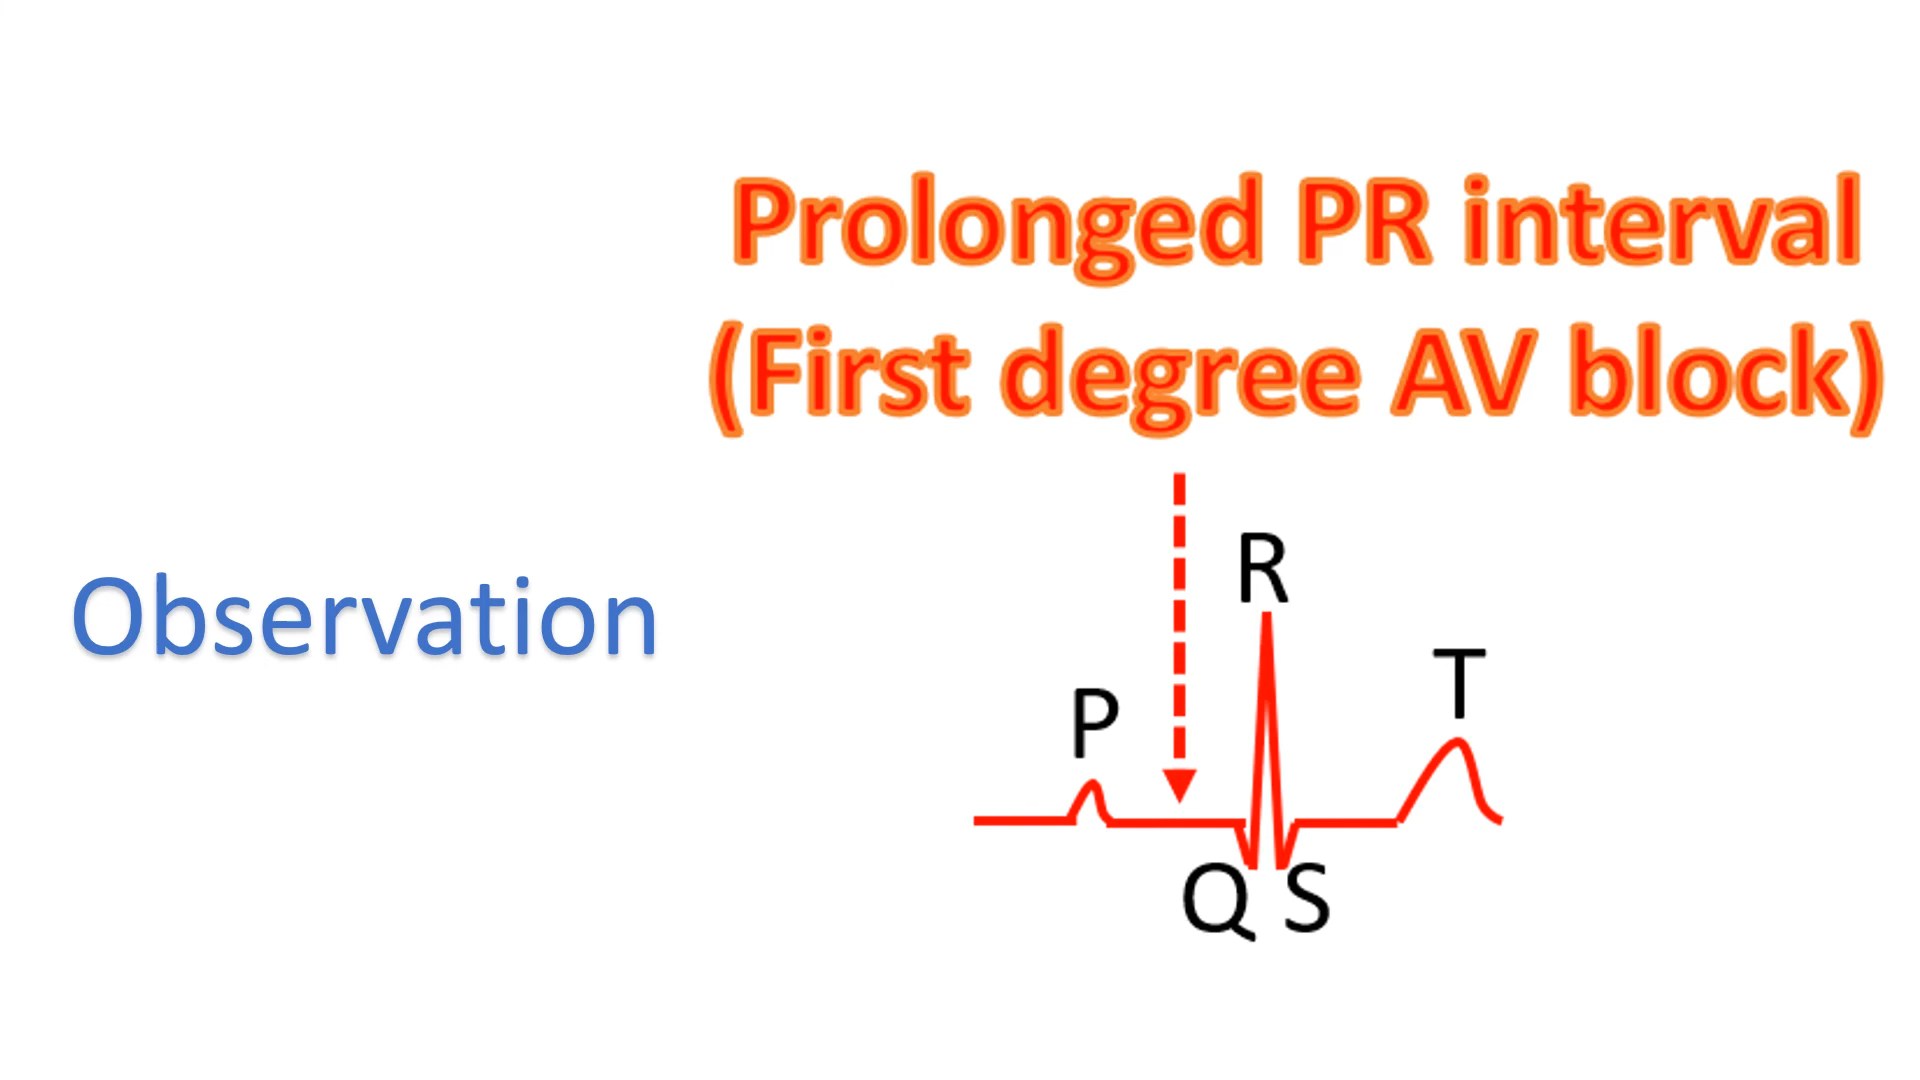 Prolonged PR interval
(First degree AV block)
Observation
R
P
T
Q S